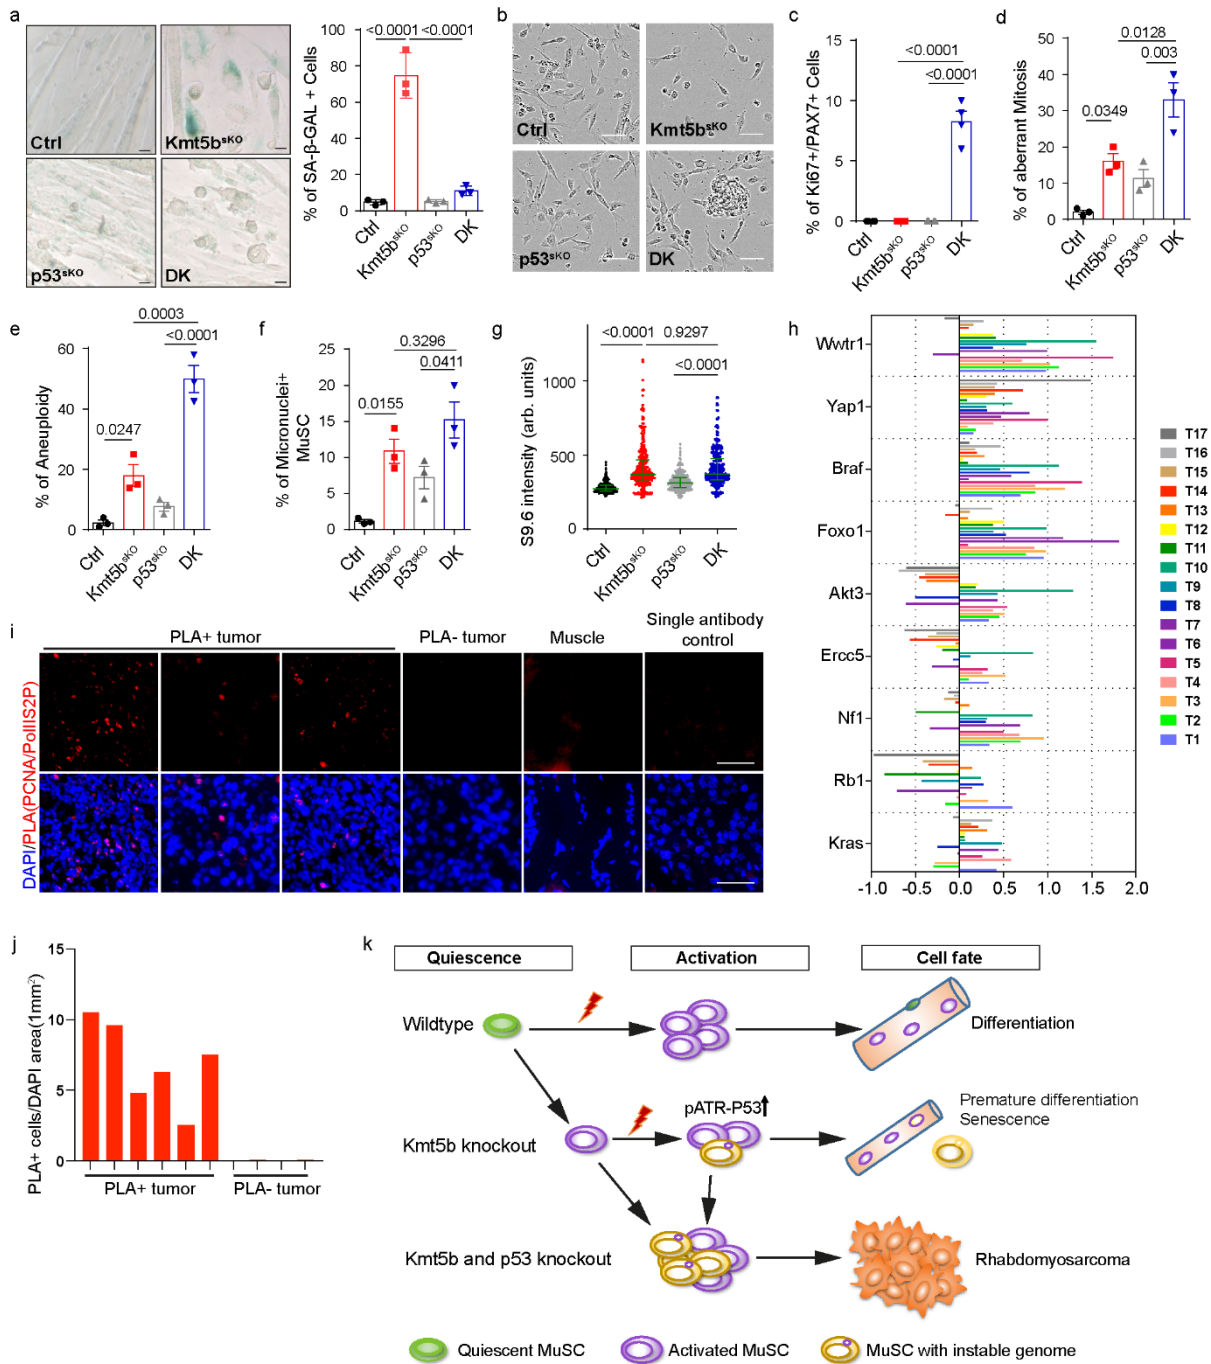 a
Ctrl
Kmt5bsKO
p53sKO
DK
% of SA-β-GAL + Cells
100
80
60
40
20
0
<0.0001 <0.0001
Ctrl
Kmt5bsKO
p53sKO
DK
b
Ctrl
Kmt5bsKO
p53sKO
DK
c
% of Ki67+/PAX7+ Cells
15
10
5
0
<0.0001
<0.0001
Ctrl
Kmt5bsKO
p53sKO
DK
d
% of aberrant Mitosis
50
40
30
20
10
0
0.0128
0.003
0.0349
Ctrl
Kmt5bsKO
p53sKO
DK
e
% of Aneuploidy
60
40
20
0
0.0003
<0.0001
0.0247
Ctrl
Kmt5bsKO
p53sKO
DK
f
% of Micronuclei+
MuSC
25
20
15
10
5
0
0.3296
0.0411
0.0155
Ctrl
Kmt5bsKO
p53sKO
DK
g
S9.6 intensity (arb. units)
1000
500
0
<0.0001 0.9297
<0.0001
Ctrl
Kmt5bsKO
p53sKO
DK
h
Wwtr1
Yap1
Braf
Foxo1
Akt3
Ercc5
Nf1
Rb1
Kras
-1.0 -0.5 0.0 0.5 1.0 1.5 2.0
T17
T16
T15
T14
T13
T12
T11
T10
T9
T8
T7
T6
T5
T4
T3
T2
T1
i
PLA+ tumor
PLA- tumor
Muscle
Single antibody
control
DAPI/PLA(PCNA/PolIIS2P)
j
PLA+ cells/DAPI area(1mm2)
15
10
5
0
PLA+ tumor
PLA- tumor
k
Quiescence
Activation
Cell fate
Wildtype
Differentiation
Kmt5b knockout
pATR-P53
Premature differentiation
Senescence
Kmt5b and p53 knockout
Rhabdomyosarcoma
Quiescent MuSC
Activated MuSC
MuSC with instable genome